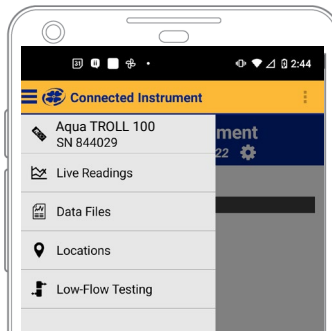 31
2:44
Connected Instrument
Aqua TROLL 100
SN 844029
ment
22
Live Readings
Data Files
Locations
Low-Flow Testing